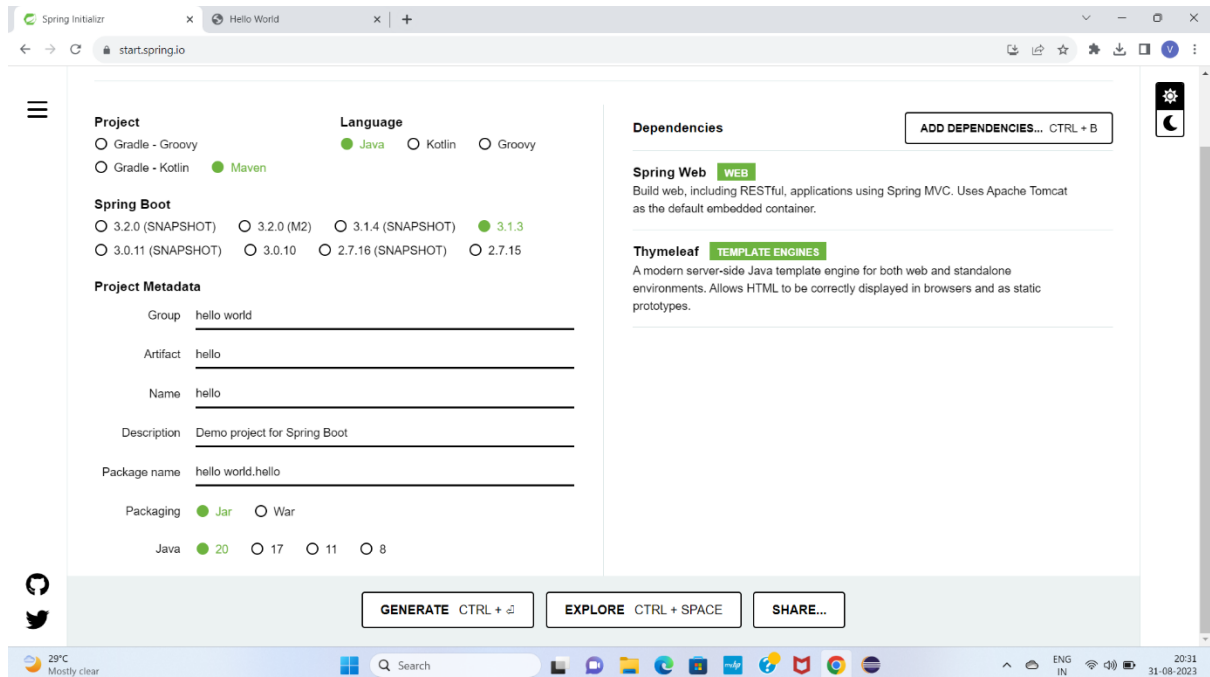 Spring Initializr
Hello World
start.spring.io
V
Project
Gradle - Groovy
Gradle - Kotlin Maven
Language
Java Kotlin Groovy
Spring Boot
3.2.0 (SNAPSHOT) 3.2.0 (M2) 3.1.4 (SNAPSHOT) 3.1.3
3.0.11 (SNAPSHOT) 3.0.10 2.7.16 (SNAPSHOT) 2.7.15
Project Metadata
Group hello world
Artifact hello
Name hello
Description Demo project for Spring Boot
Package name hello world.hello
Packaging Jar War
Java 20 17 11 8
Dependencies
ADD DEPENDENCIES... CTRL + B
Spring Web WEB
Build web, including RESTful, applications using Spring MVC. Uses Apache Tomcat
as the default embedded container.
Thymeleaf TEMPLATE ENGINES
A modern server-side Java template engine for both web and standalone
environments. Allows HTML to be correctly displayed in browsers and as static
prototypes.
GENERATE CTRL + ⏎
EXPLORE CTRL + SPACE
SHARE...
29°C
Mostly clear
Search
ENG
IN
20:31
31-08-2023